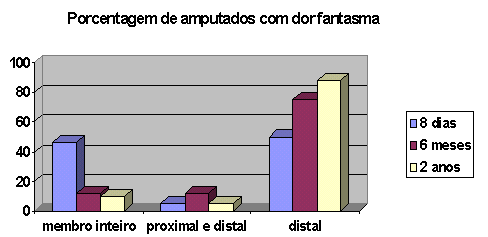 Porcentagem de amputados com dor fantasma
100
80
60
40
20
0
membro inteiro
proximal e distal
distal
8 dias
6 meses
2 anos